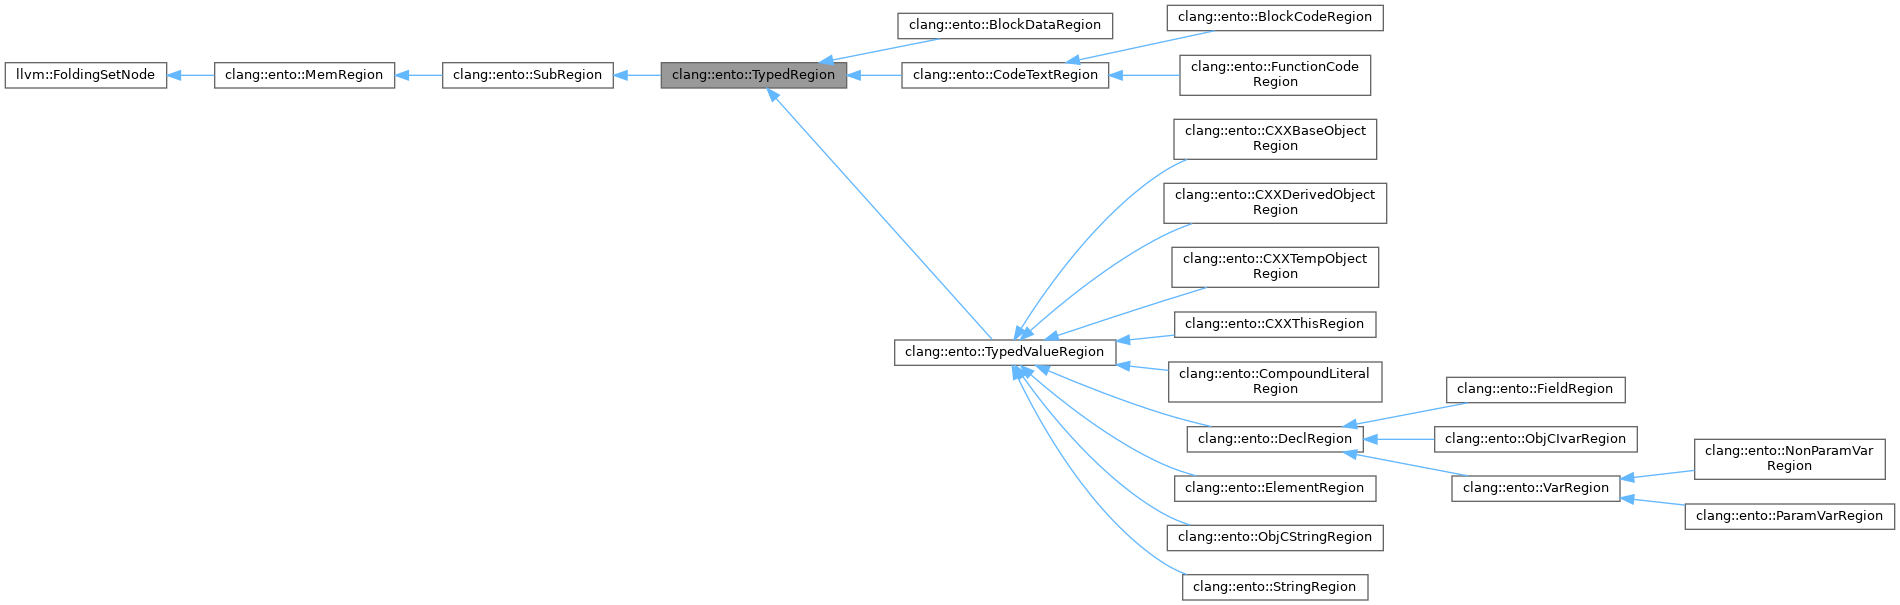 clang::ento::BlockDataRegion
clang::ento::BlockCodeRegion
llvm::FoldingSetNode
clang::ento::MemRegion
clang::ento::SubRegion
clang::ento::TypedRegion
clang::ento::CodeTextRegion
clang::ento::FunctionCode
Region
clang::ento::CXXBaseObject
Region
clang::ento::CXXDerivedObject
Region
clang::ento::CXXTempObject
Region
clang::ento::CXXThisRegion
clang::ento::TypedValueRegion
clang::ento::CompoundLiteral
Region
clang::ento::FieldRegion
clang::ento::DeclRegion
clang::ento::ObjCIvarRegion
clang::ento::NonParamVar
Region
clang::ento::ElementRegion
clang::ento::VarRegion
clang::ento::ParamVarRegion
clang::ento::ObjCStringRegion
clang::ento::StringRegion